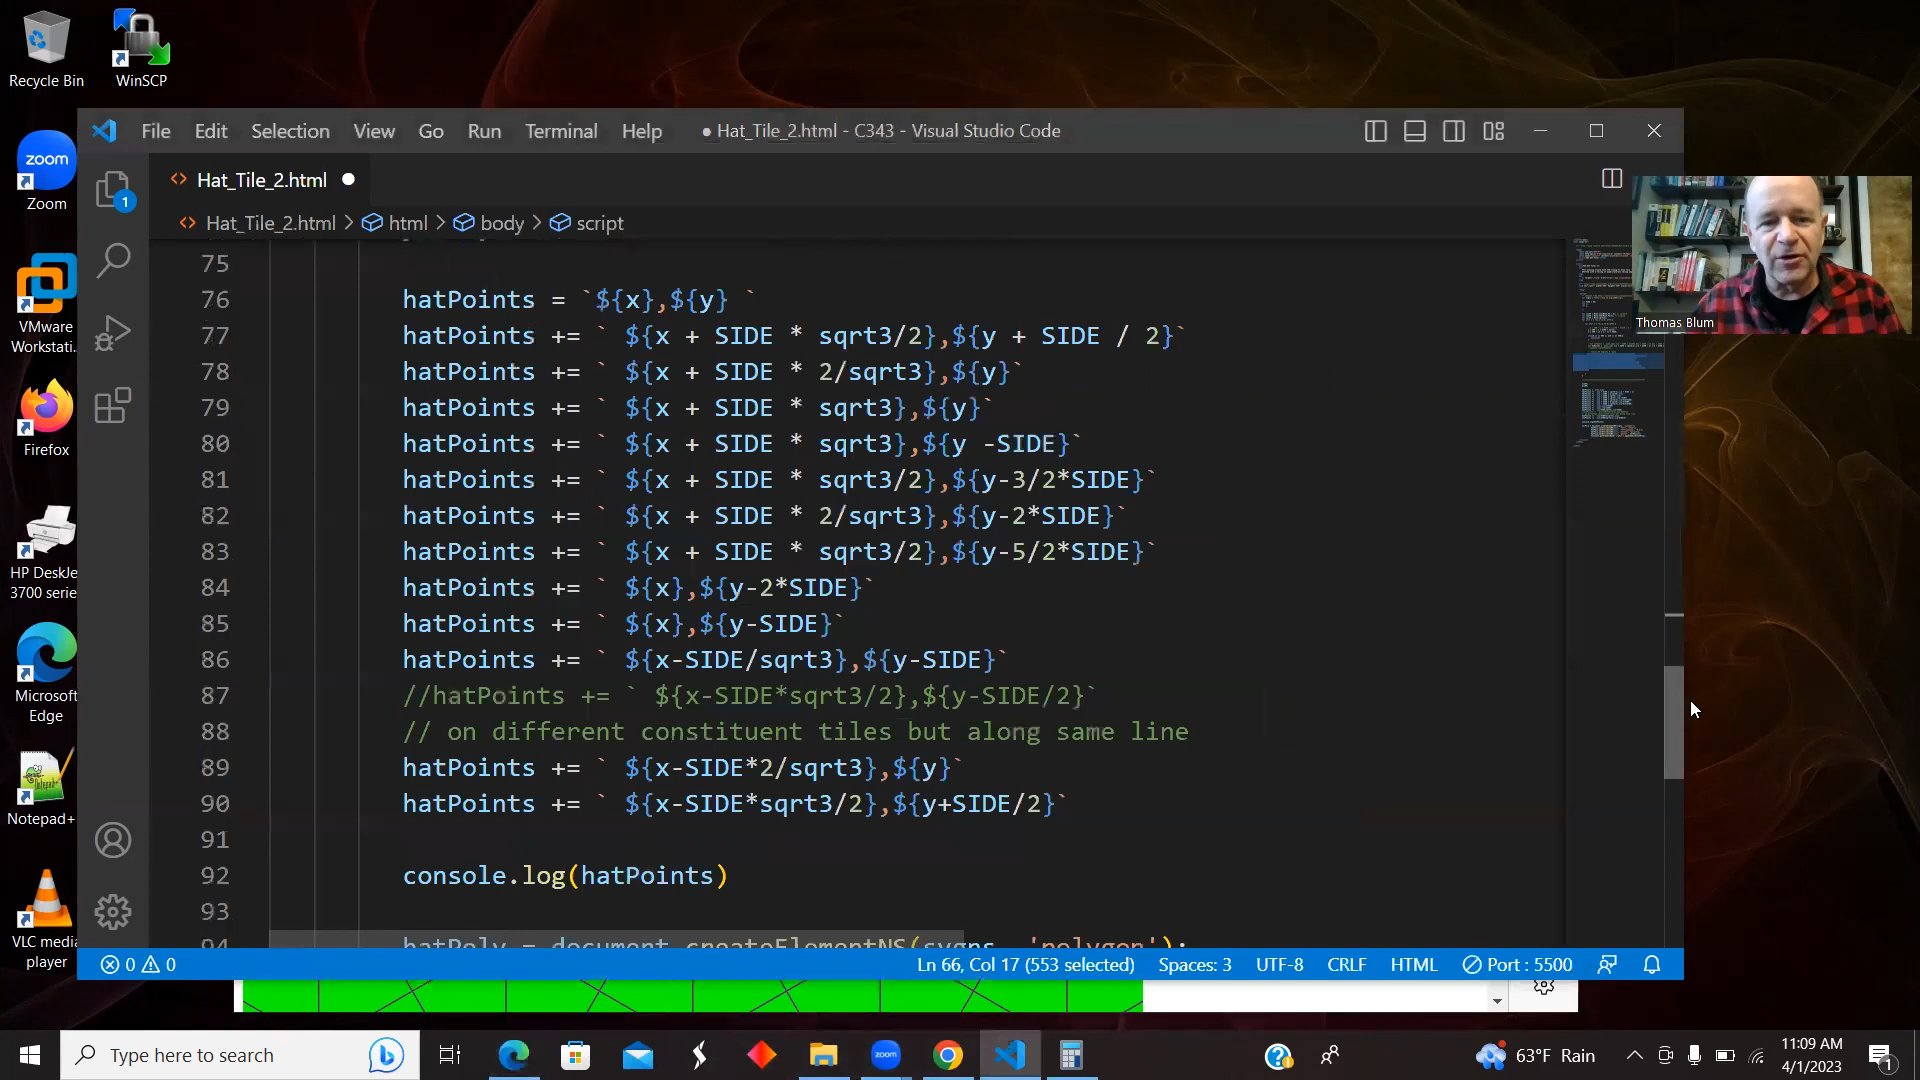 Recycle Bin
WinSCP
Zoom
zoom
VMware
Workstati...
Firefox
HP DeskJe
3700 serie
Microsoft
Edge
Notepad+
VLC media
player
File Edit Selection View Go Run Terminal Help
● Hat_Tile_2.html - C343 - Visual Studio Code
1
<> Hat_Tile_2.html ●
<> Hat_Tile_2.html > html > body > script
75
76 hatPoints = `${x},${y} `
77 hatPoints += ` ${x + SIDE * sqrt3/2},${y + SIDE / 2}`
78 hatPoints += ` ${x + SIDE * 2/sqrt3},${y}`
79 hatPoints += ` ${x + SIDE * sqrt3},${y}`
80 hatPoints += ` ${x + SIDE * sqrt3},${y -SIDE}`
81 hatPoints += ` ${x + SIDE * sqrt3/2},${y-3/2*SIDE}`
82 hatPoints += ` ${x + SIDE * 2/sqrt3},${y-2*SIDE}`
83 hatPoints += ` ${x + SIDE * sqrt3/2},${y-5/2*SIDE}`
84 hatPoints += ` ${x},${y-2*SIDE}`
85 hatPoints += ` ${x},${y-SIDE}`
86 hatPoints += ` ${x-SIDE/sqrt3},${y-SIDE}`
87 //hatPoints += ` ${x-SIDE*sqrt3/2},${y-SIDE/2}`
88 // on different constituent tiles but along same line
89 hatPoints += ` ${x-SIDE*2/sqrt3},${y}`
90 hatPoints += ` ${x-SIDE*sqrt3/2},${y+SIDE/2}`
91
92 console.log(hatPoints)
93
94 hatPoly = document.createElementNS(svgns, 'polygon');
Thomas Blum
0 0 Ln 66, Col 17 (553 selected) Spaces: 3 UTF-8 CRLF HTML Port : 5500
Type here to search
zoom
63°F Rain
11:09 AM
4/1/2023
1